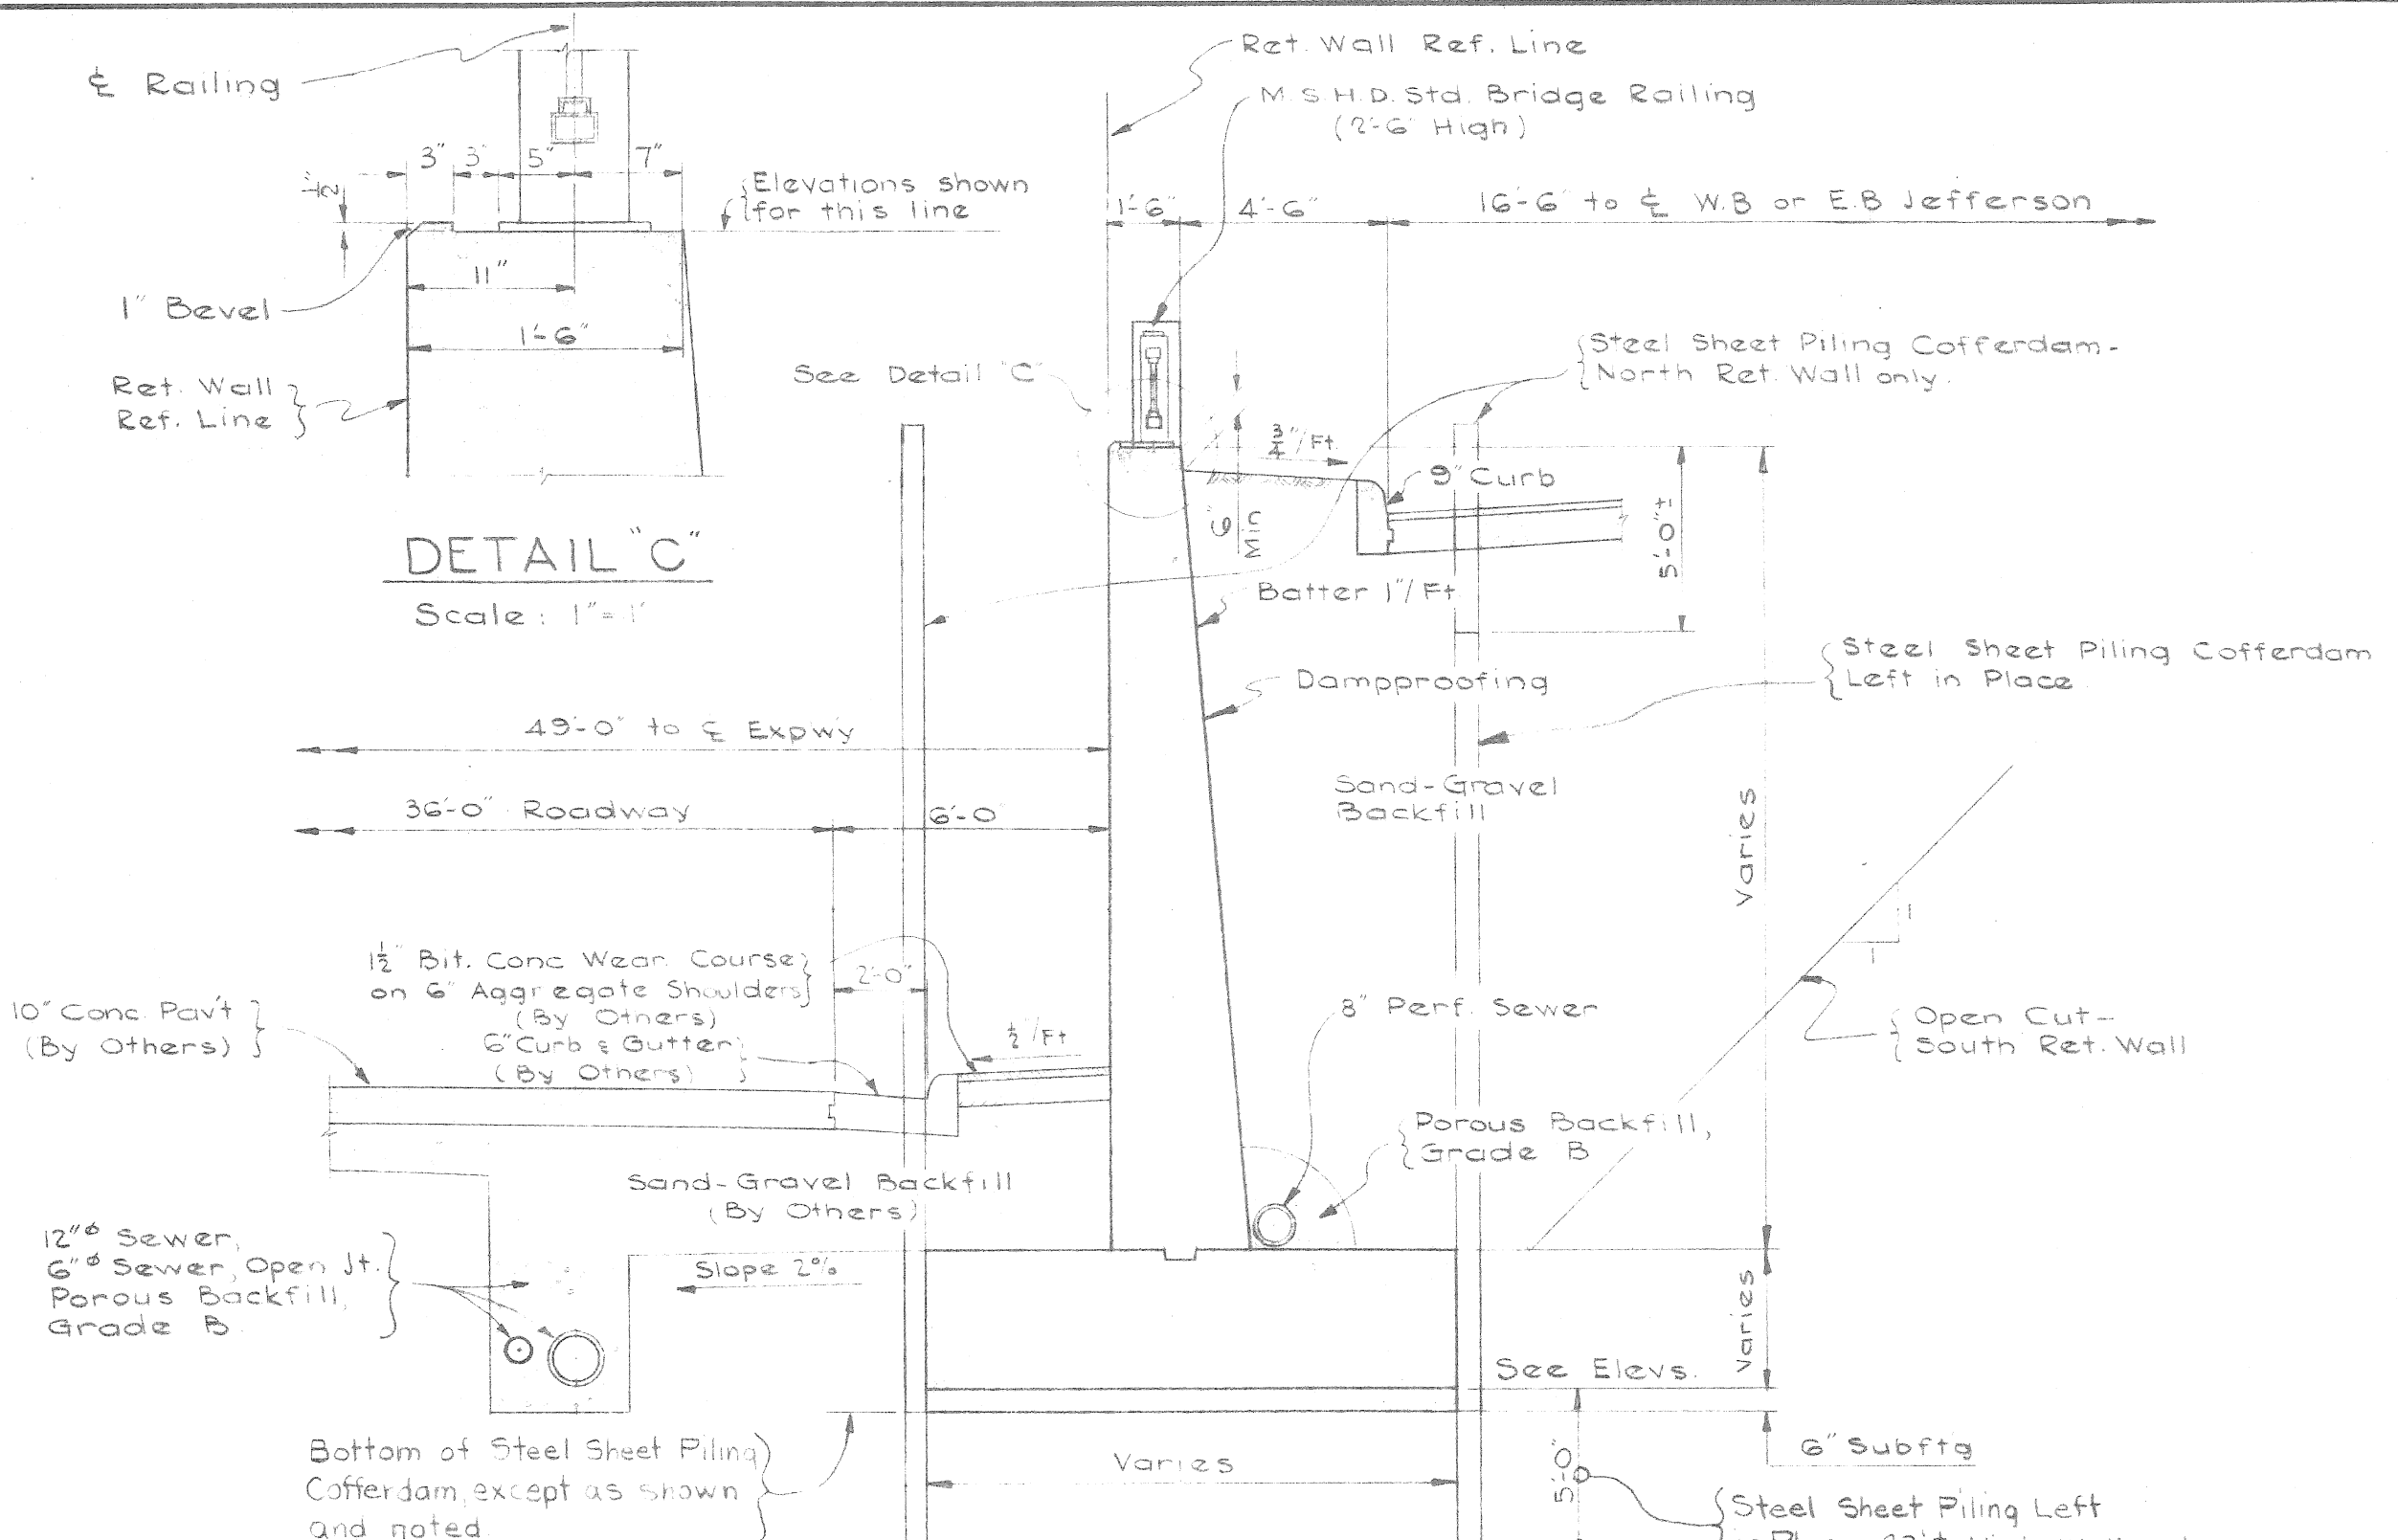 ℄ Railing
3" 3" 5" 7"
½"
{Elevations shown
for this line
11"
1" Bevel
1'-6"
Ret. Wall
Ref. Line
DETAIL "C"
Scale: 1"=1'
Ret. Wall Ref. Line
M.S.H.D. Std. Bridge Railing
(2'-6" High)
1'-6" 4'-6" 16'-6" to ℄ W.B or E.B Jefferson
See Detail "C"
Steel Sheet Piling Cofferdam-
North Ret. Wall only.
¾"/Ft.
9" Curb
6"
Min
5'-0"±
Batter 1"/Ft.
Steel Sheet Piling Cofferdam
Left in Place
Dampproofing
49'-0" to ℄ Expwy
Sand-Gravel
Backfill
36'-0" Roadway
6'-0
Varies
1
1
1½" Bit. Conc Wear. Course
on 6" Aggregate Shoulders
(By Others)
2'-0"
10" Conc. Pav't
(By Others)
6" Curb & Gutter
(By Others)
½"/Ft
8" Perf. Sewer
Open Cut-
South Ret. Wall
Porous Backfill,
Grade B
Sand-Gravel Backfill
(By Others)
12"ø Sewer,
6"ø Sewer, Open Jt.
Porous Backfill,
Grade B
Slope 2%
Varies
See Elevs.
Bottom of Steel Sheet Piling
Cofferdam, except as shown
and noted.
Varies
5'-0"
6" Subftg
Steel Sheet Piling Left